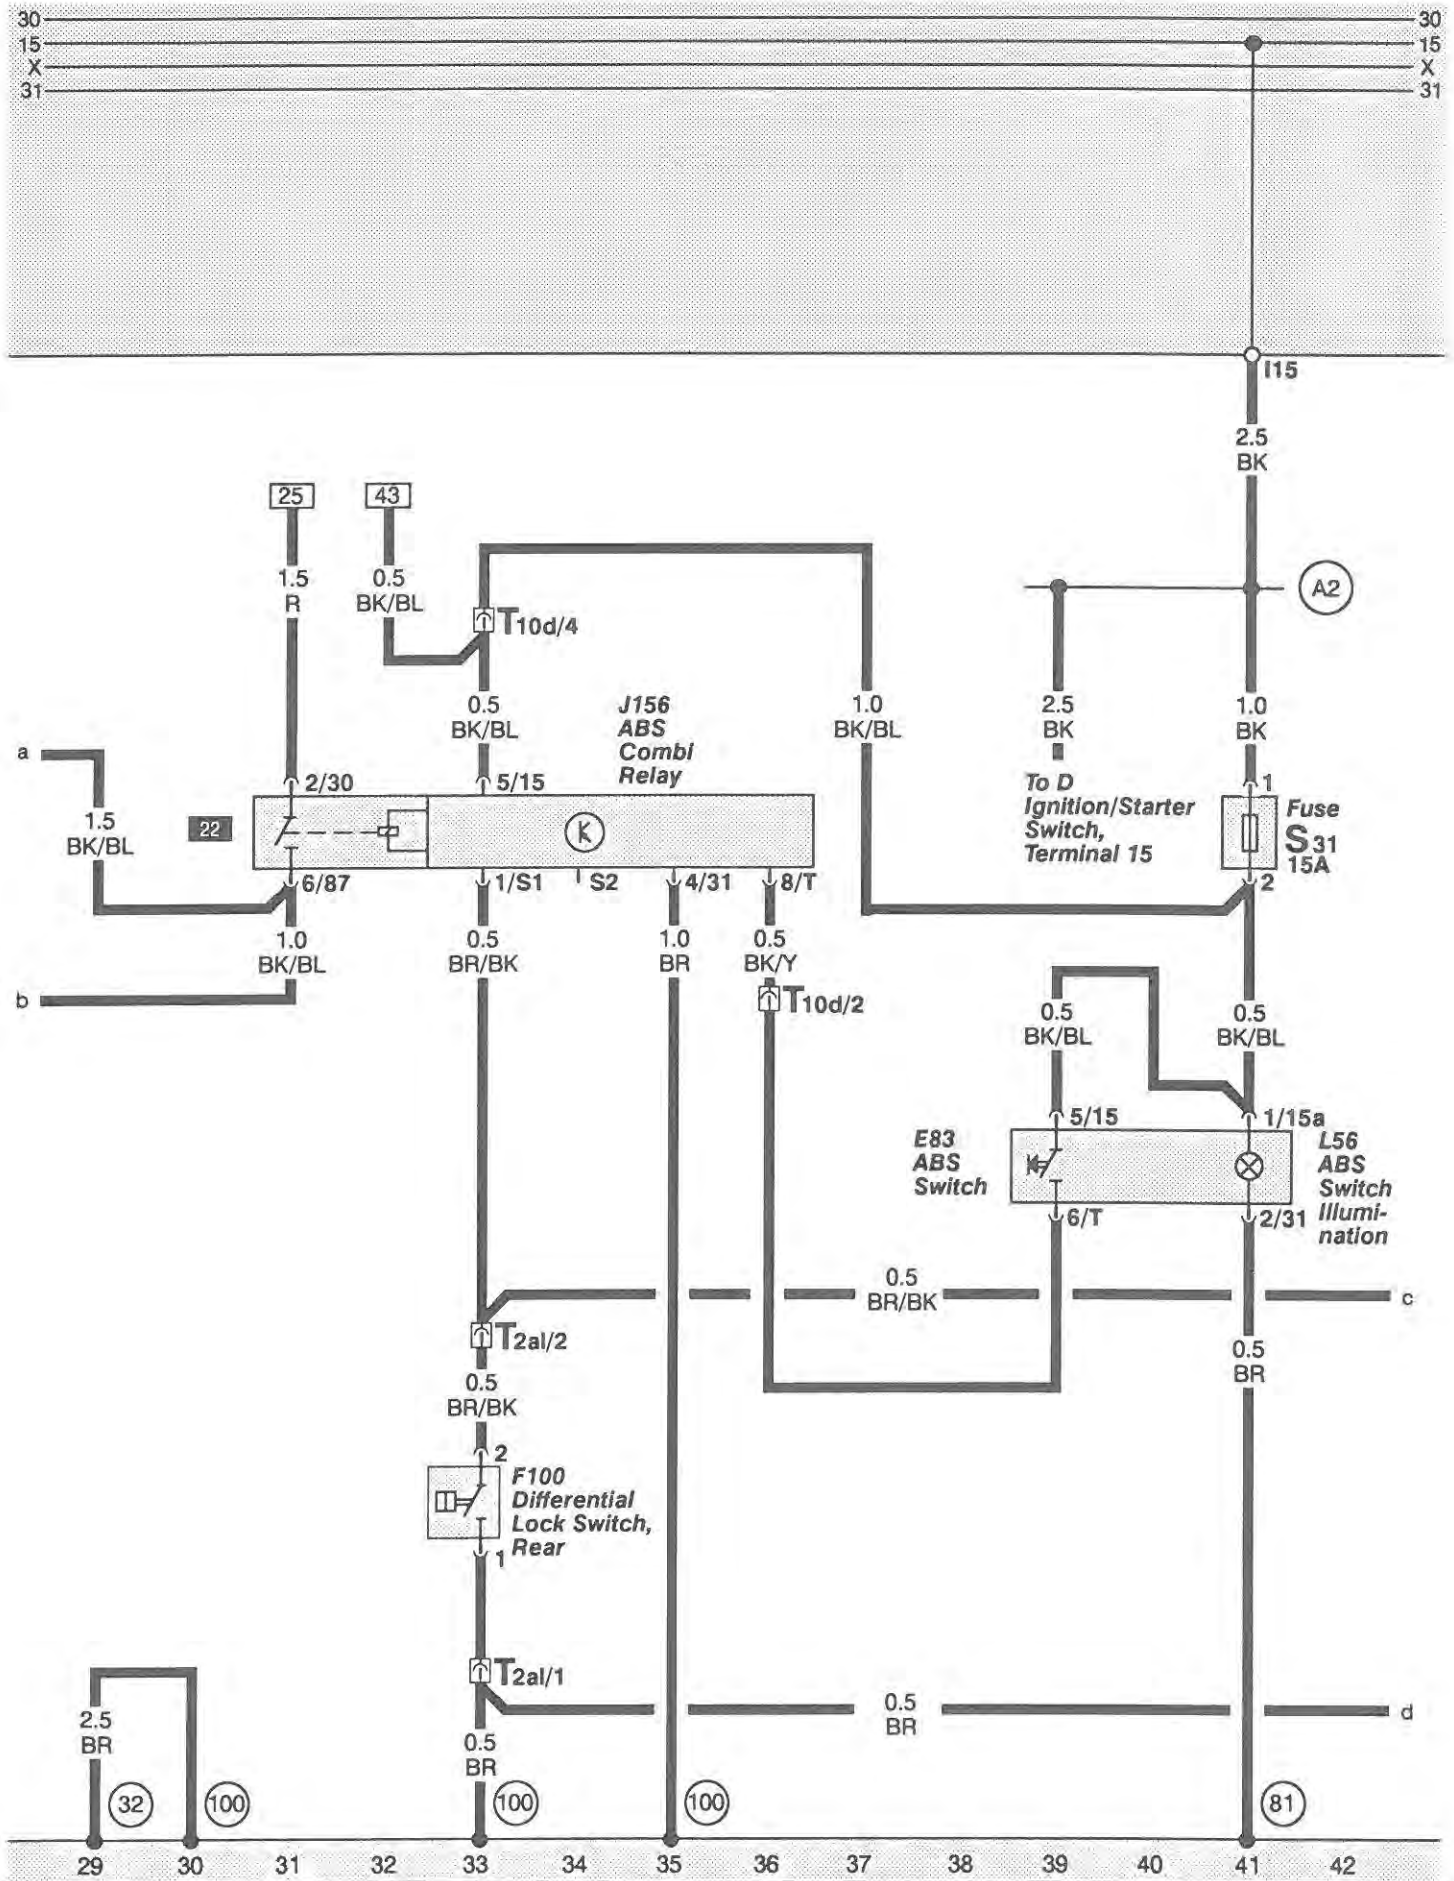 30 30
15 15
X X
31 31
I15
2.5
BK
25 43
1.5 0.5
R BK/BL
T10d/4
A2
0.5
BK/BL
J156
ABS
Combi
Relay
1.0
BK/BL
2.5
BK
1.0
BK
a
2/30 5/15
To D
Ignition/Starter
Switch,
Terminal 15
1
Fuse
S31
15A
2
1.5
BK/BL
22
K
6/87 1/S1 S2 4/31 8/T
1.0
BK/BL
0.5
BR/BK
1.0
BR
0.5
BK/Y
b
T10d/2
0.5
BK/BL
0.5
BK/BL
5/15 1/15a
E83
ABS
Switch
L56
ABS
Switch
Illumi-
nation
6/T 2/31
0.5
BR/BK
c
T2al/2
0.5
BR/BK
0.5
BR
2
F100
Differential
Lock Switch,
Rear
1
T2al/1
0.5
BR
d
2.5
BR
0.5
BR
32 100 100 100 81
29 30 31 32 33 34 35 36 37 38 39 40 41 42